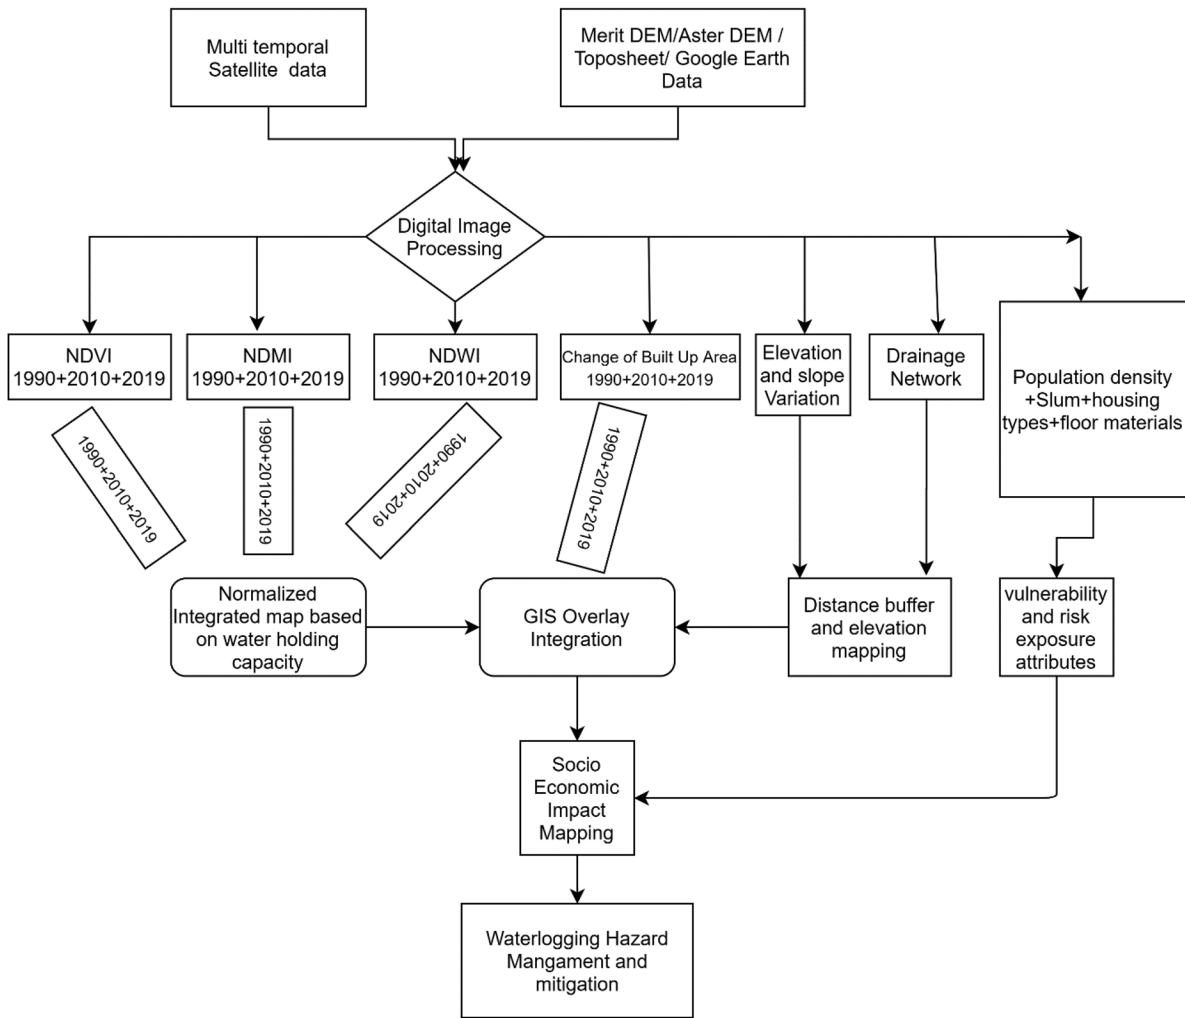 Multi temporal
Satellite data
Merit DEM/Aster DEM /
Toposheet/ Google Earth
Data
Digital Image
Processing
NDVI
1990+2010+2019
NDMI
1990+2010+2019
NDWI
1990+2010+2019
Change of Built Up Area
1990+2010+2019
Elevation
and slope
Variation
Drainage
Network
Population density
+Slum+housing
types+floor materials
1990+2010+2019
1990+2010+2019
1990+2010+2019
1990+2010+2019
Normalized
Integrated map based
on water holding
capacity
GIS Overlay
Integration
Distance buffer
and elevation
mapping
vulnerability
and risk
exposure
attributes
Socio
Economic
Impact
Mapping
Waterlogging Hazard
Mangament and
mitigation